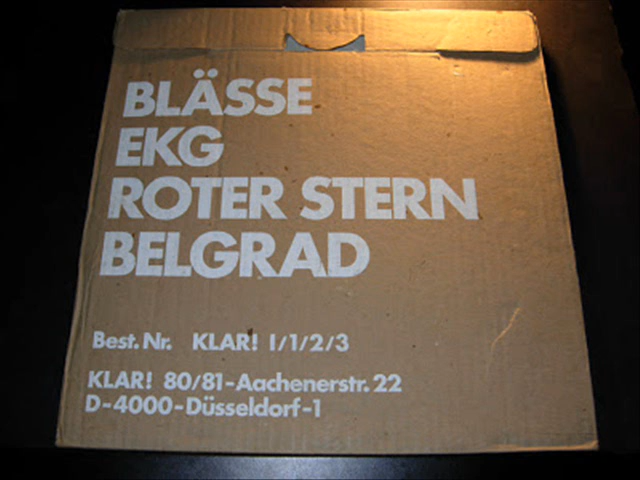 BLÄSSE
EKG
ROTER STERN
BELGRAD
Best. Nr. KLAR! 1/1/2/3
KLAR! 80/81-Aachenerstr. 22
D-4000-Düsseldorf-1